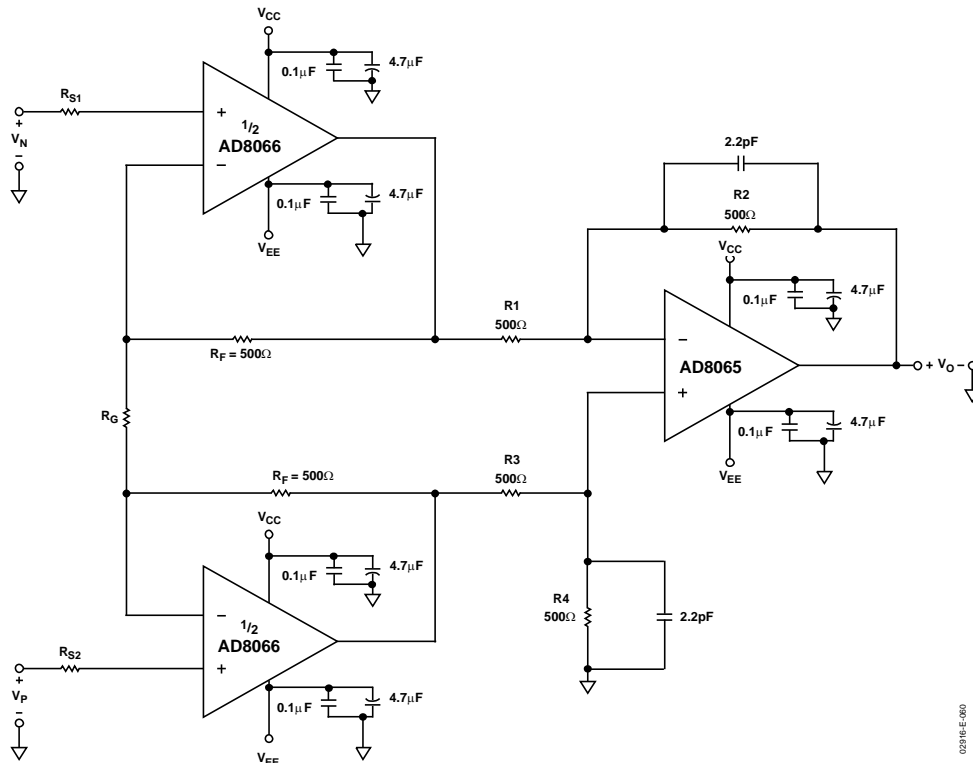 VCC
4.7μF
0.1μF
RS1
+
VN
−
+
1/2
AD8066
−
4.7μF
0.1μF
VEE
2.2pF
R2
500Ω
VCC
4.7μF
0.1μF
R1
500Ω
RF = 500Ω
−
AD8065
+
+ VO −
RG
4.7μF
0.1μF
VEE
R3
500Ω
RF = 500Ω
VCC
4.7μF
0.1μF
R4
500Ω
2.2pF
−
1/2
AD8066
+
RS2
+
VP
−
4.7μF
0.1μF
VEE
02916-E-060